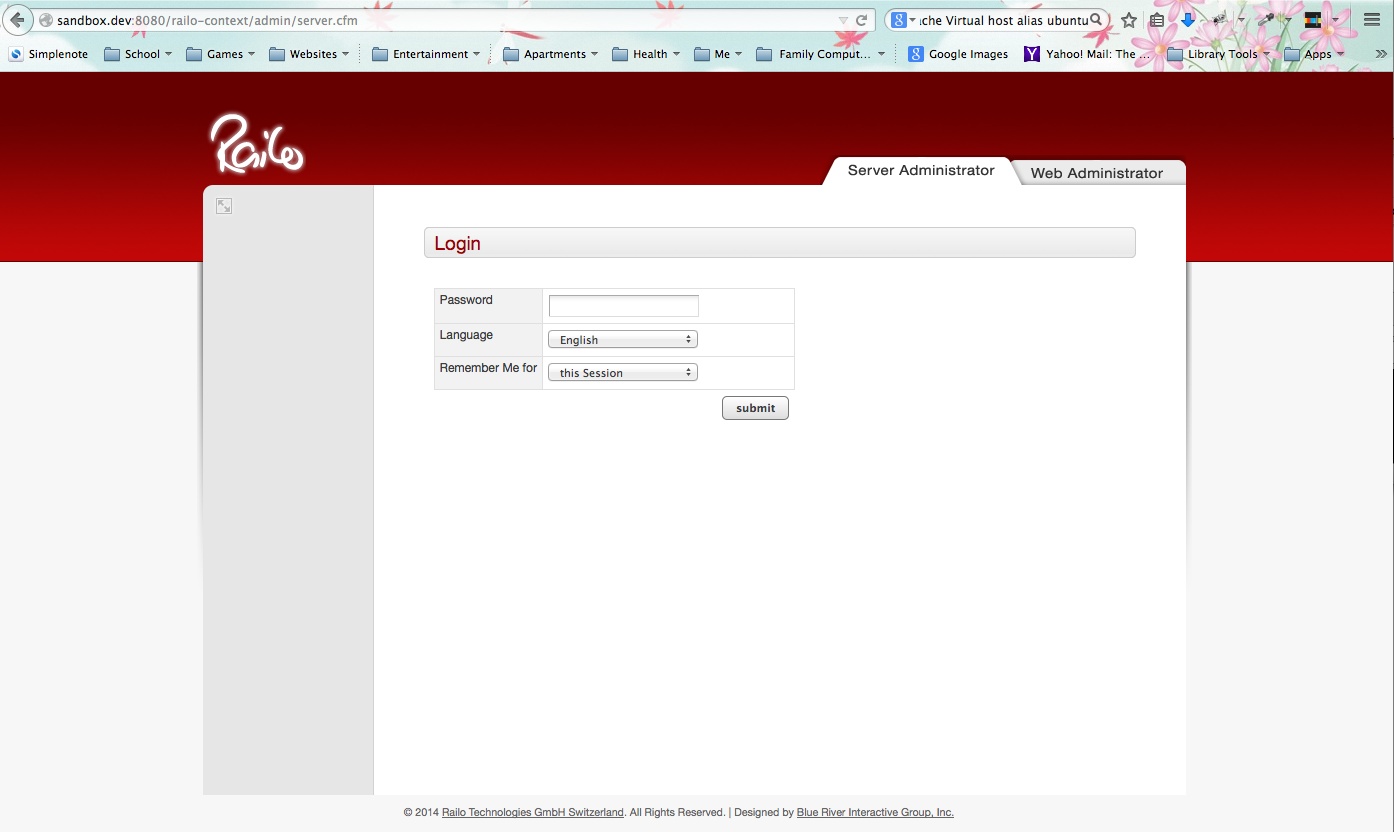 sandbox.dev:8080/railo-context/admin/server.cfm 8 :che Virtual host alias ubuntu
S Simplenote School Games Websites Entertainment Apartments Health Me Family Comput... 8 Google Images Y Yahoo! Mail: The ... Library Tools Apps »
Railo
Server Administrator Web Administrator
Login
Password
Language English
Remember Me for this Session
submit
© 2014 Railo Technologies GmbH Switzerland. All Rights Reserved. | Designed by Blue River Interactive Group, Inc.